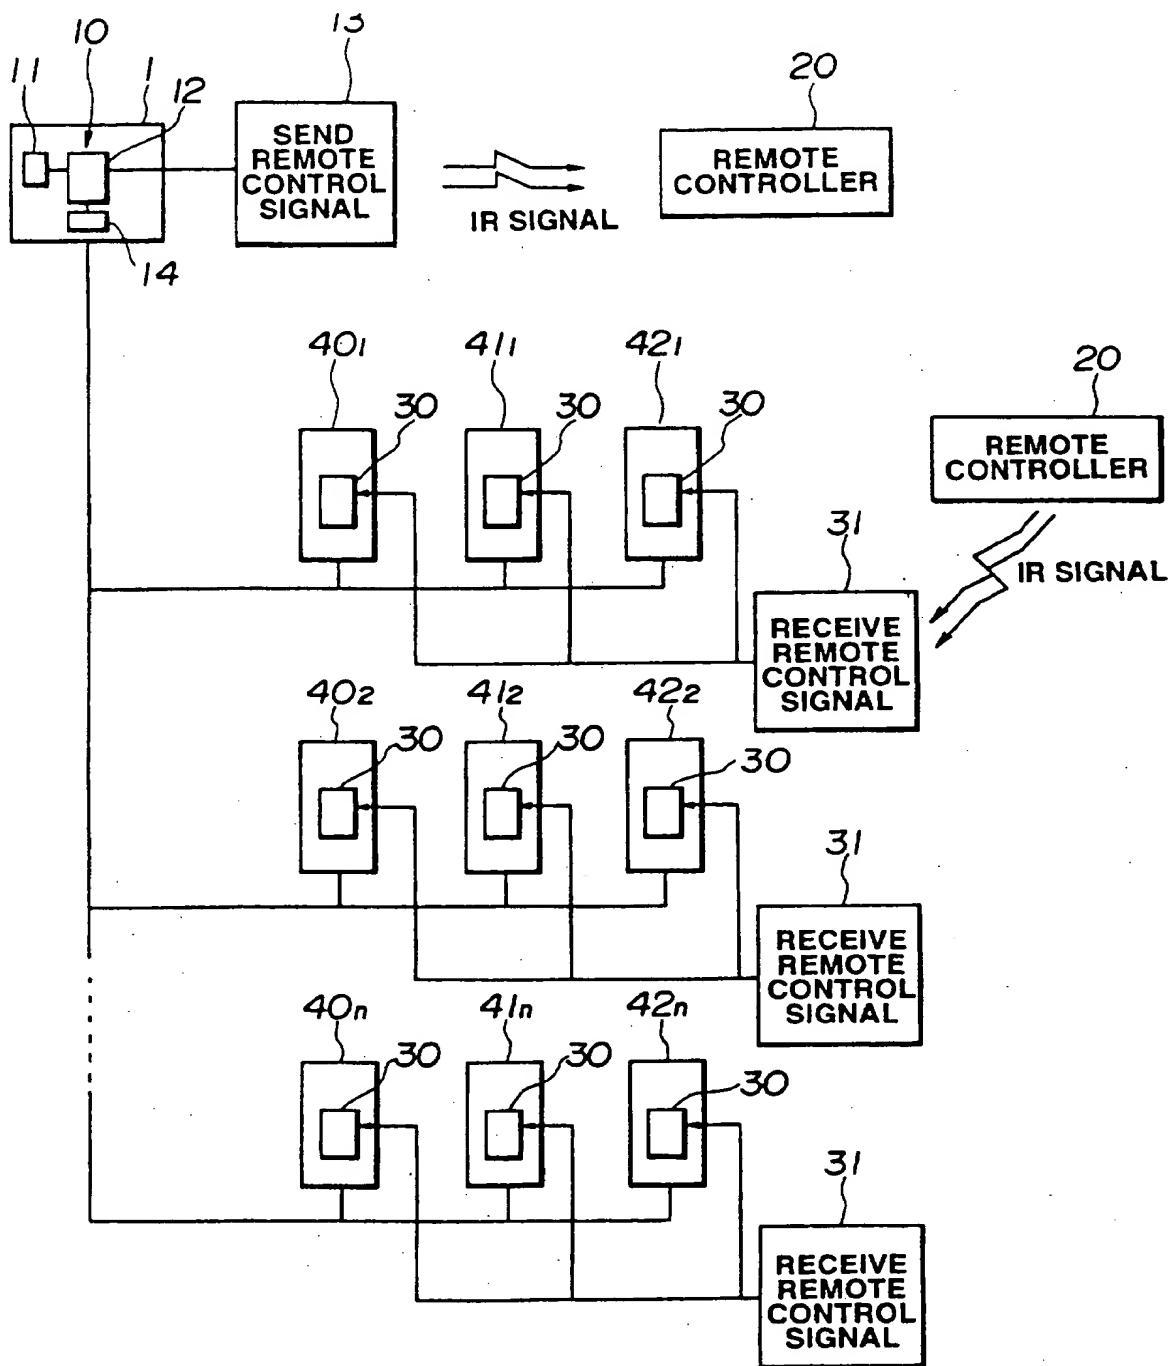 13
10
11
1
12
20
SEND
REMOTE
CONTROL
SIGNAL
REMOTE
CONTROLLER
IR SIGNAL
14
401
411
421
20
30
30
30
REMOTE
CONTROLLER
31
IR SIGNAL
RECEIVE
REMOTE
CONTROL
SIGNAL
402
412
422
30
30
30
31
RECEIVE
REMOTE
CONTROL
SIGNAL
40n
41n
42n
30
30
30
31
RECEIVE
REMOTE
CONTROL
SIGNAL